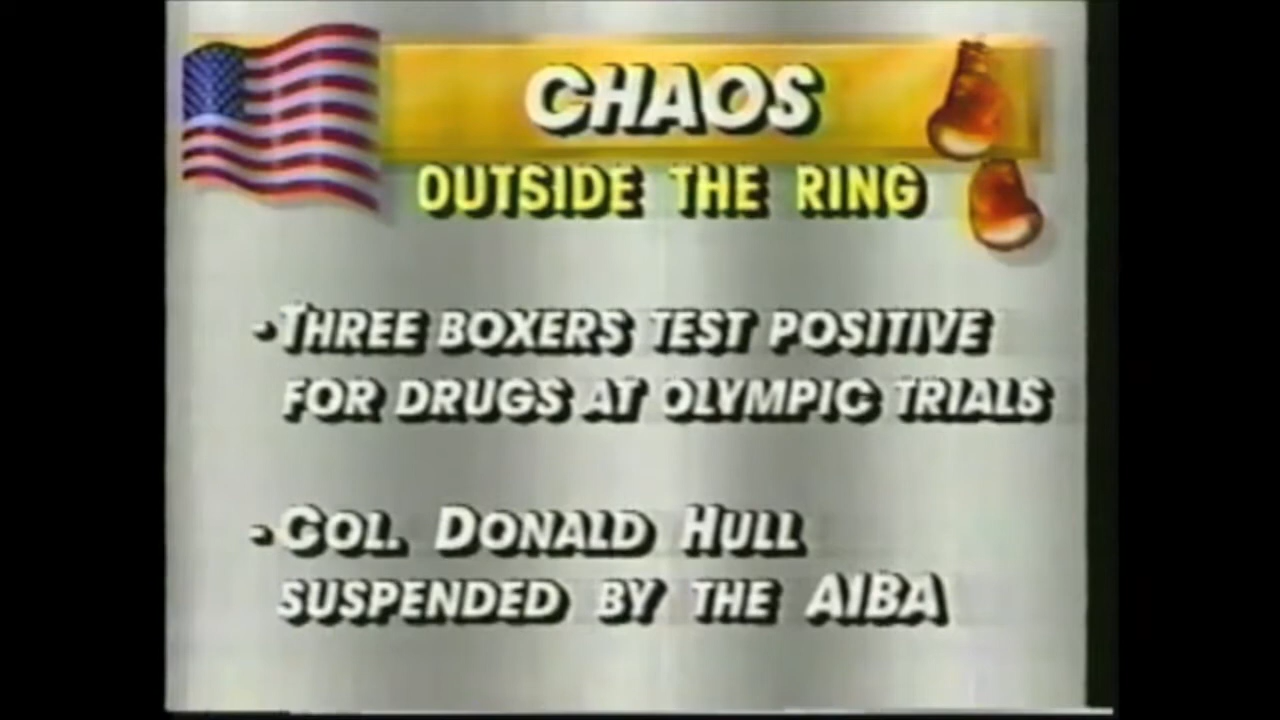 CHAOS
OUTSIDE THE RING
-THREE BOXERS TEST POSITIVE
FOR DRUGS AT OLYMPIC TRIALS
-COL. DONALD HULL
SUSPENDED BY THE AIBA